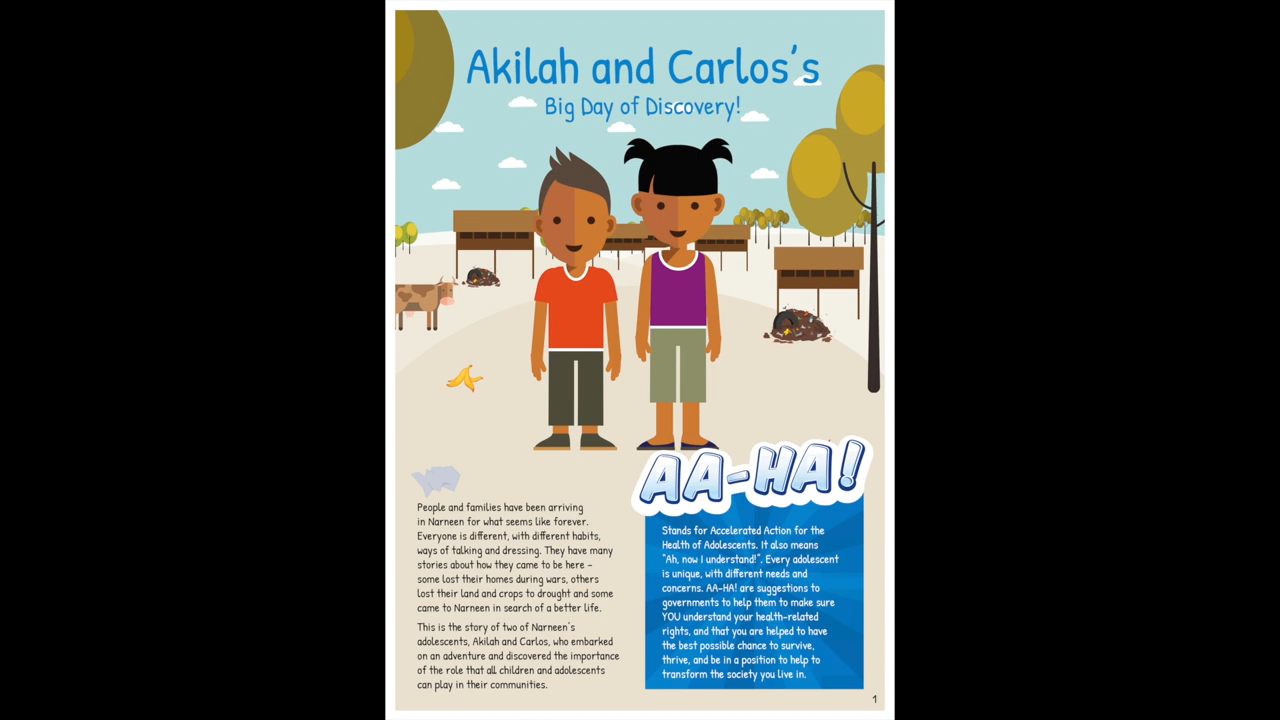 Akilah and Carlos's
Big Day of Discovery!
People and families have been arriving
in Narneen for what seems like forever.
Everyone is different, with different habits,
ways of talking and dressing. They have many
stories about how they came to be here –
some lost their homes during wars, others
lost their land and crops to drought and some
came to Narneen in search of a better life.
This is the story of two of Narneen's
adolescents, Akilah and Carlos, who embarked
on an adventure and discovered the importance
of the role that all children and adolescents
can play in their communities.
AA-HA!
Stands for Accelerated Action for the
Health of Adolescents. It also means
"Ah, now I understand!". Every adolescent
is unique, with different needs and
concerns. AA-HA! are suggestions to
governments to help them to make sure
YOU understand your health-related
rights, and that you are helped to have
the best possible chance to survive,
thrive, and be in a position to help to
transform the society you live in.
1